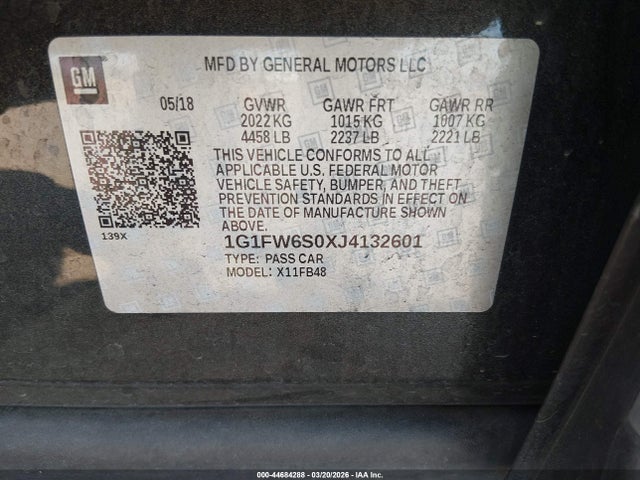 GM
MFD BY GENERAL MOTORS LLC
05/18 GVWR GAWR FRT GAWR RR
2022 KG 1015 KG 1007 KG
4458 LB 2237 LB 2221 LB
THIS VEHICLE CONFORMS TO ALL
APPLICABLE U.S. FEDERAL MOTOR
VEHICLE SAFETY, BUMPER, AND THEFT
PREVENTION STANDARDS IN EFFECT ON
THE DATE OF MANUFACTURE SHOWN
ABOVE.
139X
1G1FW6S0XJ4132601
TYPE: PASS CAR
MODEL: X11FB48
000-44684288 - 03/20/2026 - IAA Inc.